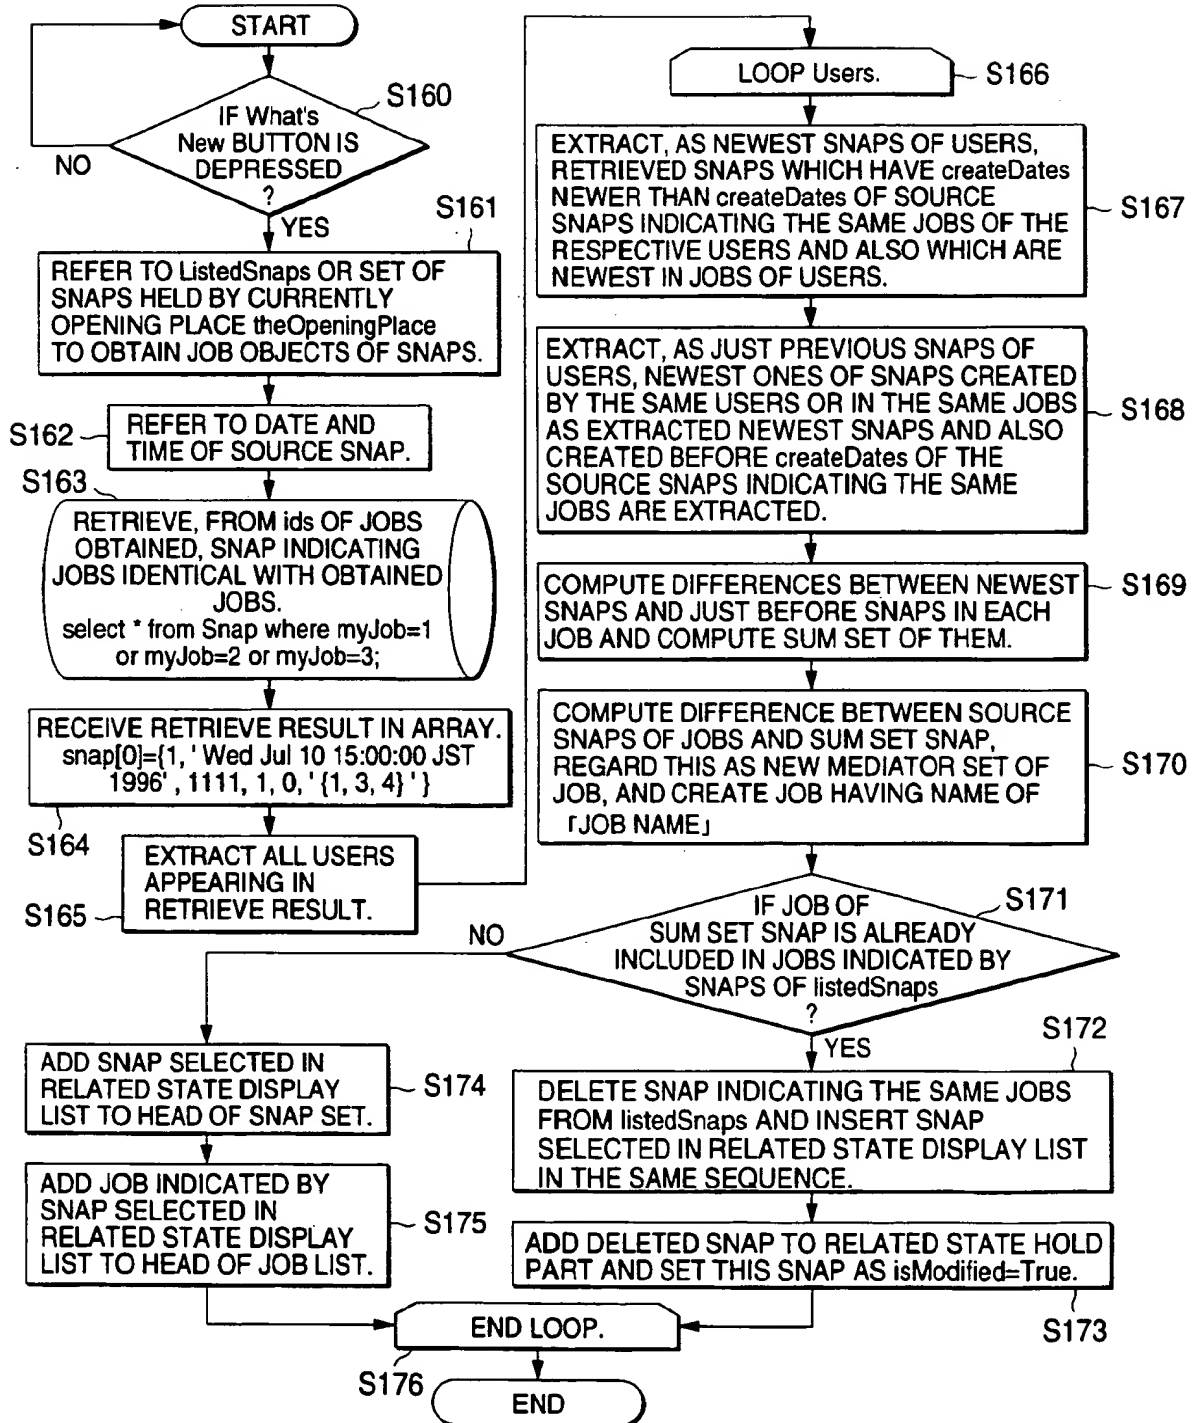 START
S160
IF What's
New BUTTON IS
DEPRESSED
?
NO
YES
S161
REFER TO ListedSnaps OR SET OF
SNAPS HELD BY CURRENTLY
OPENING PLACE theOpeningPlace
TO OBTAIN JOB OBJECTS OF SNAPS.
S162
REFER TO DATE AND
TIME OF SOURCE SNAP.
S163
RETRIEVE, FROM ids OF JOBS
OBTAINED, SNAP INDICATING
JOBS IDENTICAL WITH OBTAINED
JOBS.
select * from Snap where myJob=1
or myJob=2 or myJob=3;
RECEIVE RETRIEVE RESULT IN ARRAY.
snap[0]={1, ' Wed Jul 10 15:00:00 JST
1996' , 1111, 1, 0, ' {1, 3, 4} ' }
S164
EXTRACT ALL USERS
APPEARING IN
RETRIEVE RESULT.
S165
LOOP Users.
S166
EXTRACT, AS NEWEST SNAPS OF USERS,
RETRIEVED SNAPS WHICH HAVE createDates
NEWER THAN createDates OF SOURCE
SNAPS INDICATING THE SAME JOBS OF THE
RESPECTIVE USERS AND ALSO WHICH ARE
NEWEST IN JOBS OF USERS.
S167
EXTRACT, AS JUST PREVIOUS SNAPS OF
USERS, NEWEST ONES OF SNAPS CREATED
BY THE SAME USERS OR IN THE SAME JOBS
AS EXTRACTED NEWEST SNAPS AND ALSO
CREATED BEFORE createDates OF THE
SOURCE SNAPS INDICATING THE SAME
JOBS ARE EXTRACTED.
S168
COMPUTE DIFFERENCES BETWEEN NEWEST
SNAPS AND JUST BEFORE SNAPS IN EACH
JOB AND COMPUTE SUM SET OF THEM.
S169
COMPUTE DIFFERENCE BETWEEN SOURCE
SNAPS OF JOBS AND SUM SET SNAP,
REGARD THIS AS NEW MEDIATOR SET OF
JOB, AND CREATE JOB HAVING NAME OF
「JOB NAME」
S170
S171
IF JOB OF
SUM SET SNAP IS ALREADY
INCLUDED IN JOBS INDICATED BY
SNAPS OF listedSnaps
?
NO
YES
S172
DELETE SNAP INDICATING THE SAME JOBS
FROM listedSnaps AND INSERT SNAP
SELECTED IN RELATED STATE DISPLAY LIST
IN THE SAME SEQUENCE.
ADD DELETED SNAP TO RELATED STATE HOLD
PART AND SET THIS SNAP AS isModified=True.
S173
ADD SNAP SELECTED IN
RELATED STATE DISPLAY
LIST TO HEAD OF SNAP SET.
S174
ADD JOB INDICATED BY
SNAP SELECTED IN
RELATED STATE DISPLAY
LIST TO HEAD OF JOB LIST.
S175
END LOOP.
S176
END